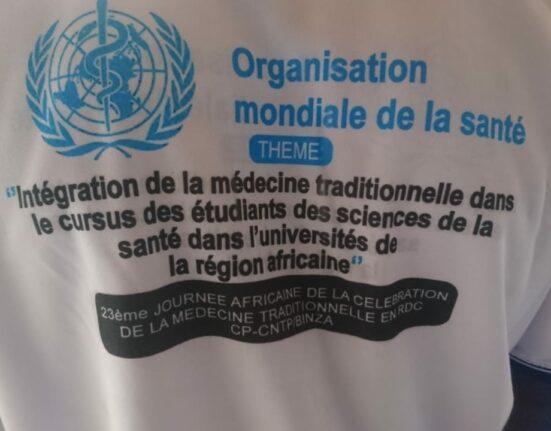 Organisation
mondiale de la santé
THEME
"Intégration de la médecine traditionnelle dans
le cursus des étudiants des sciences de la
santé dans l'universités de
la région africaine"
23ème JOURNEE AFRICAINE DE LA CELEBRATION
DE LA MEDECINE TRADITIONNELLE EN RDC
CP-CNTP/BINZA